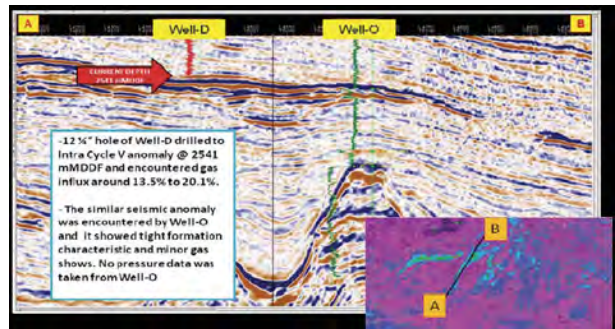 A
Well-D
Well-O
B
CURRENT DEPTH
2541 mMDDF
-12 ¼" hole of Well-D drilled to
Intra Cycle V anomaly @ 2541
mMDDF and encountered gas
influx around 13.5% to 20.1%.
- The similar seismic anomaly
was encountered by Well-O
and it showed tight formation
characteristic and minor gas
shows. No pressure data was
taken from Well-O
B
A